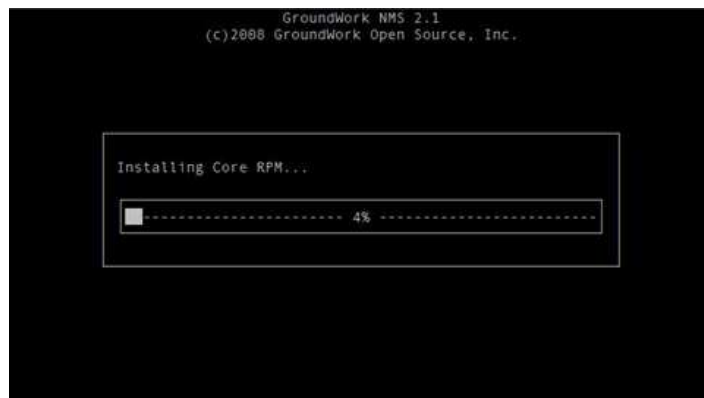 GroundWork NMS 2.1
(c)2008 GroundWork Open Source, Inc.
Installing Core RPM...
4%